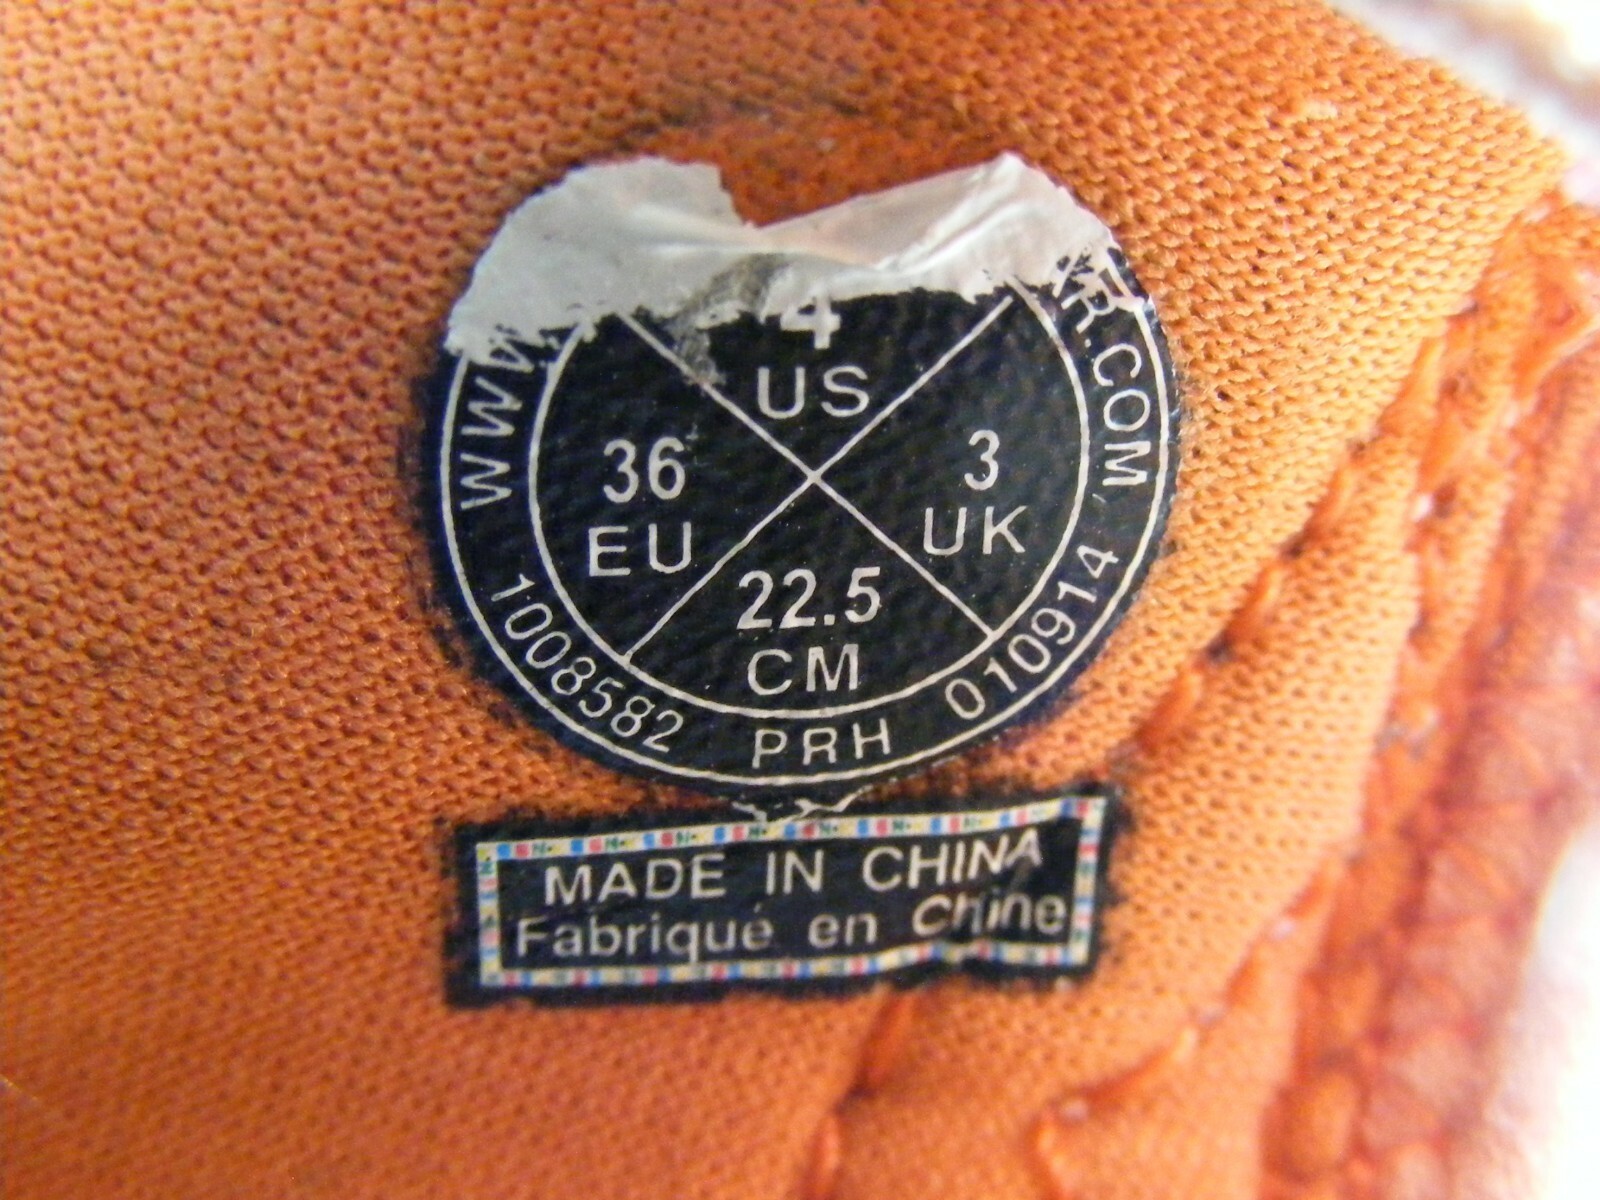 4
US
36
EU
3
UK
22.5
CM
1008582 PRH 010914
MADE IN CHINA
Fabriqué en Chine